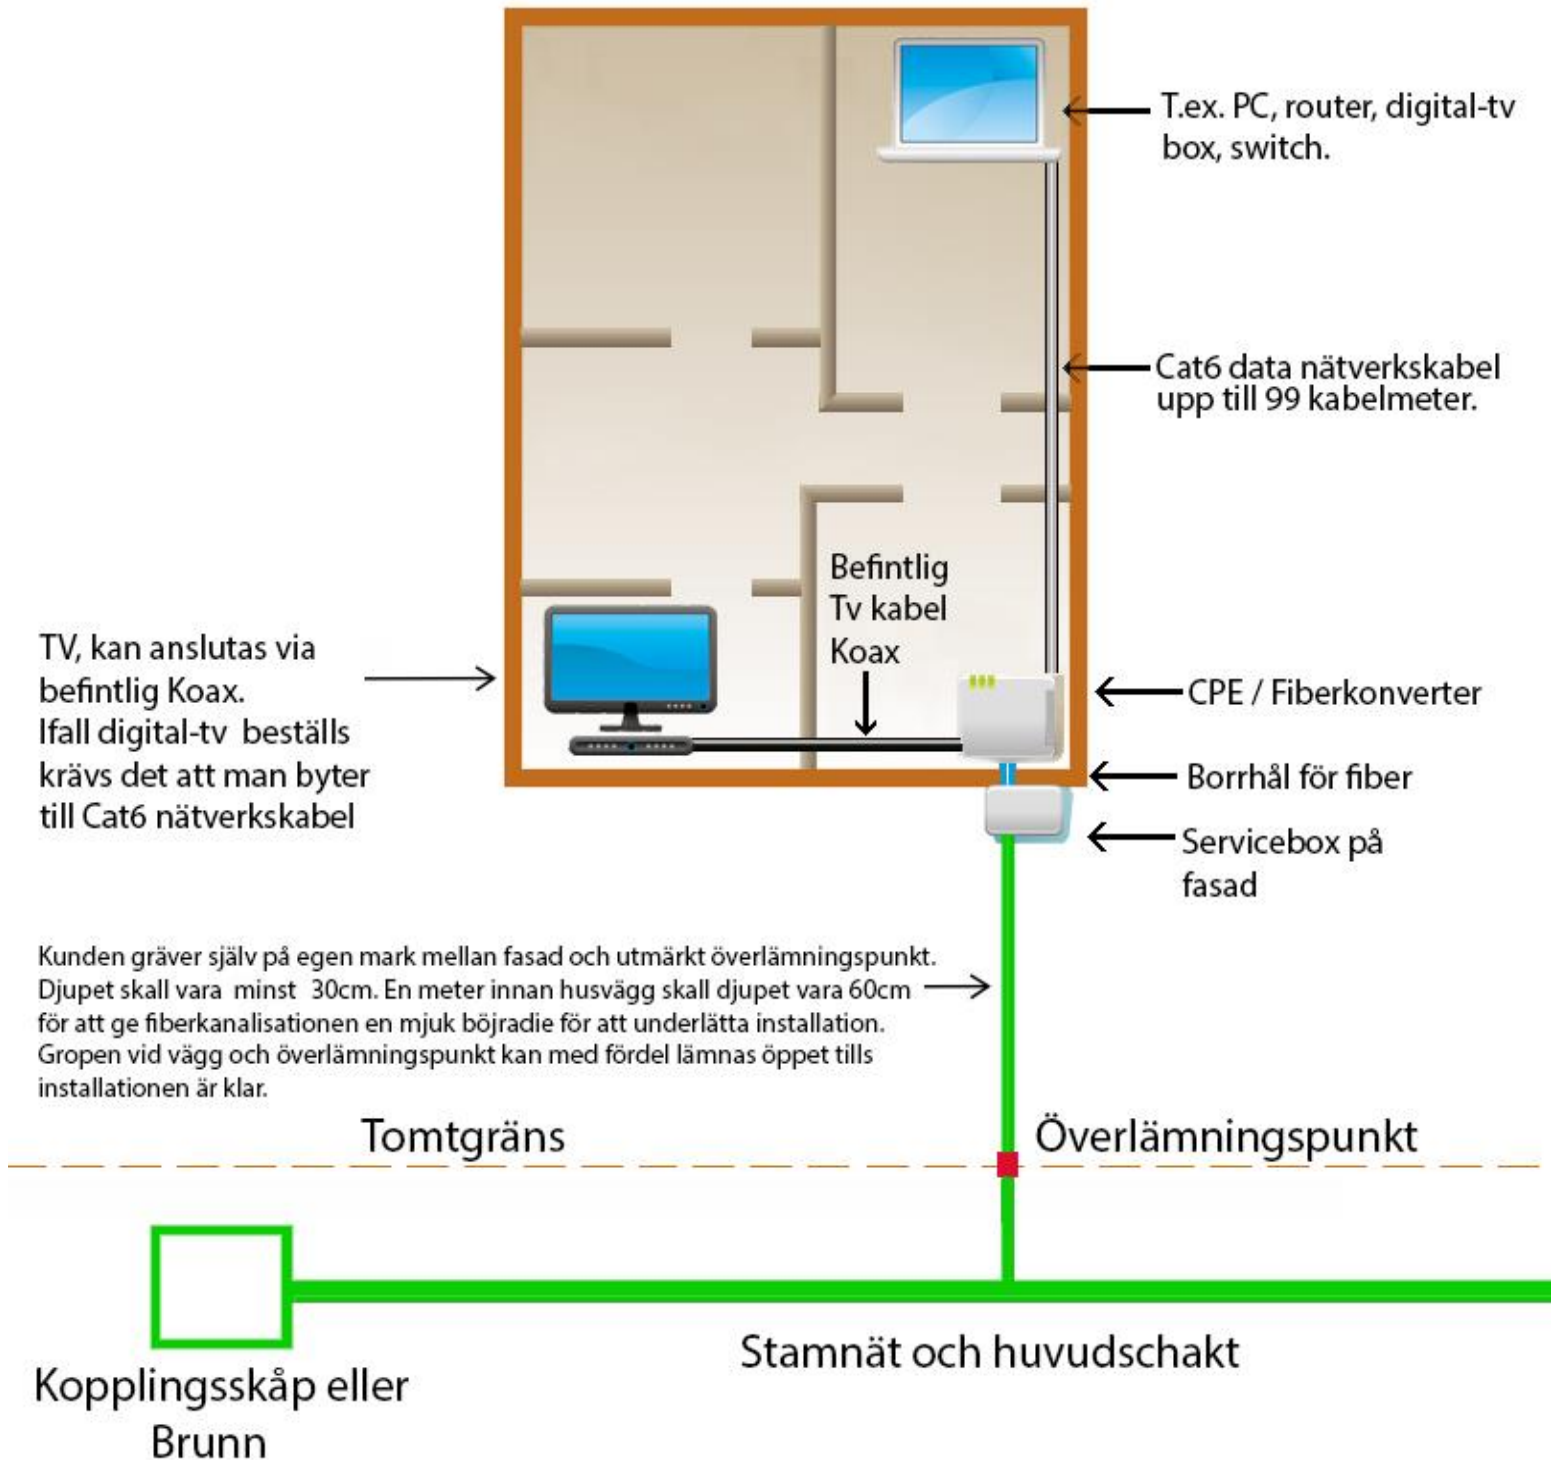 T.ex. PC, router, digital-tv
box, switch.
Cat6 data nätverkskabel
upp till 99 kabelmeter.
Befintlig
Tv kabel
Koax
TV, kan anslutas via
befintlig Koax.
Ifall digital-tv beställs
krävs det att man byter
till Cat6 nätverkskabel
CPE / Fiberkonverter
Borrhål för fiber
Servicebox på
fasad
Kunden gräver själv på egen mark mellan fasad och utmärkt överlämningspunkt.
Djupet skall vara minst 30cm. En meter innan husvägg skall djupet vara 60cm
för att ge fiberkanalisationen en mjuk böjradie för att underlätta installation.
Gropen vid vägg och överlämningspunkt kan med fördel lämnas öppet tills
installationen är klar.
Tomtgräns
Överlämningspunkt
Stamnät och huvudschakt
Kopplingsskåp eller
Brunn